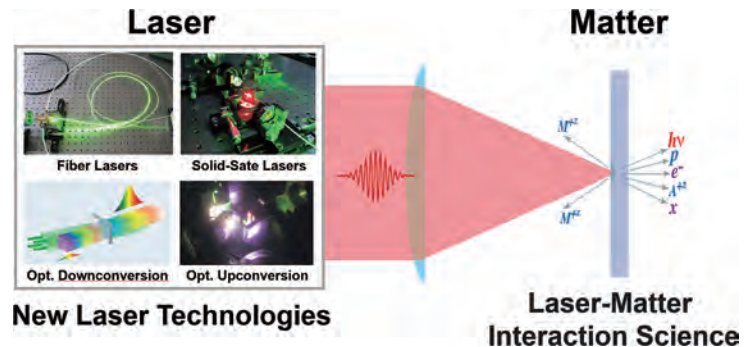 Laser
Matter
Fiber Lasers
Solid-Sate Lasers
Opt. Downconversion
Opt. Upconversion
New Laser Technologies
M+z
M+z
hν
p
e-
A+z
x
Laser-Matter
Interaction Science